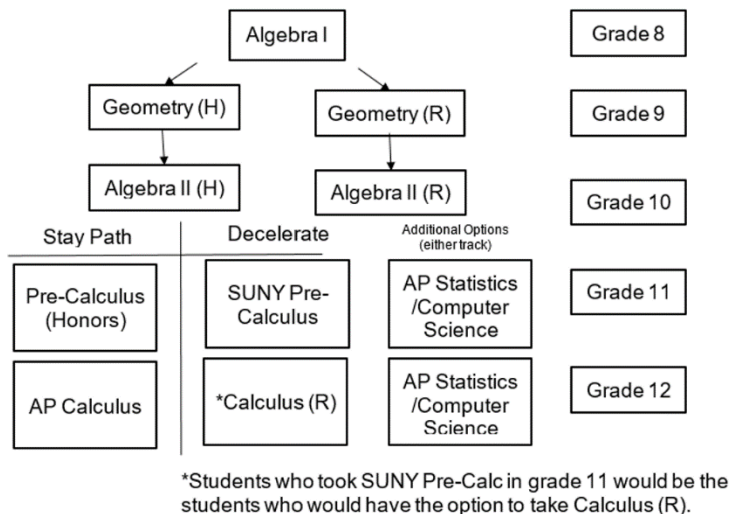 Algebra I
Grade 8
Geometry (H)
Geometry (R)
Grade 9
Algebra II (H)
Algebra II (R)
Grade 10
Stay Path
Decelerate
Additional Options
(either track)
Pre-Calculus
(Honors)
SUNY Pre-
Calculus
AP Statistics
/Computer
Science
Grade 11
AP Calculus
*Calculus (R)
AP Statistics
/Computer
Science
Grade 12
*Students who took SUNY Pre-Calc in grade 11 would be the
students who would have the option to take Calculus (R).